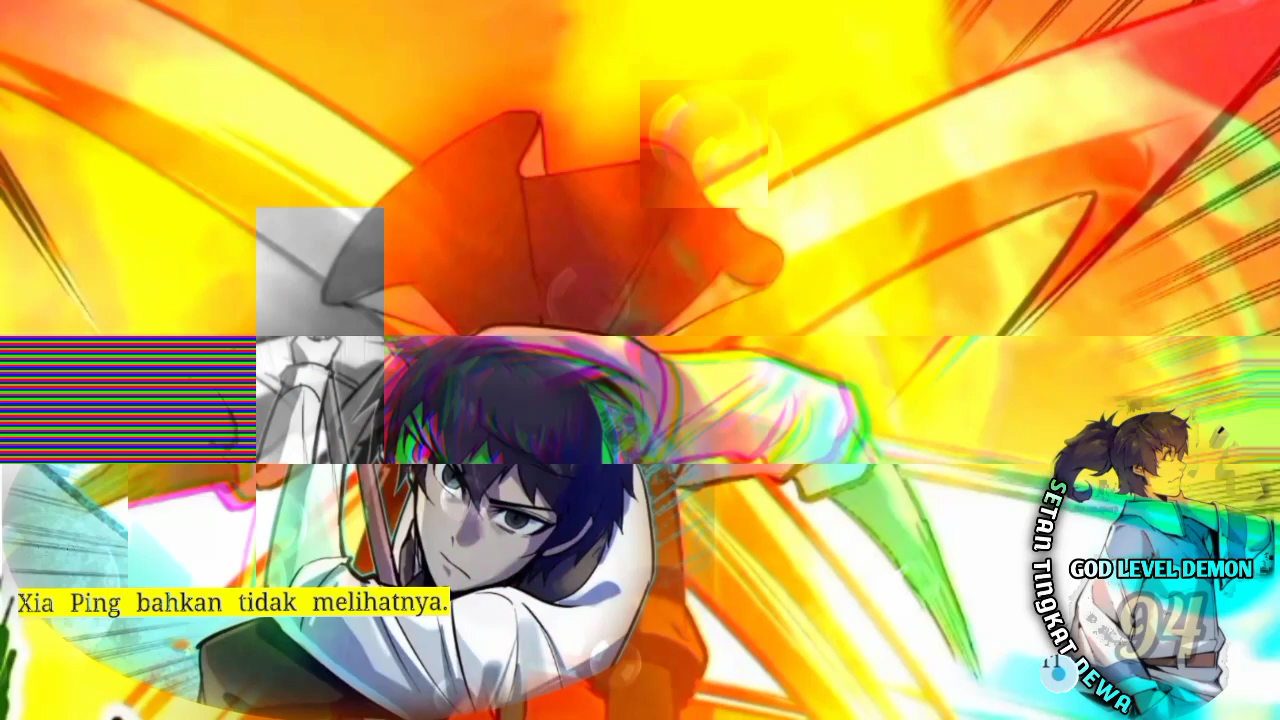 Xia Ping bahkan tidak melihatnya.
SETAN TINGKAT DEWA
GOD LEVEL DEMON
94